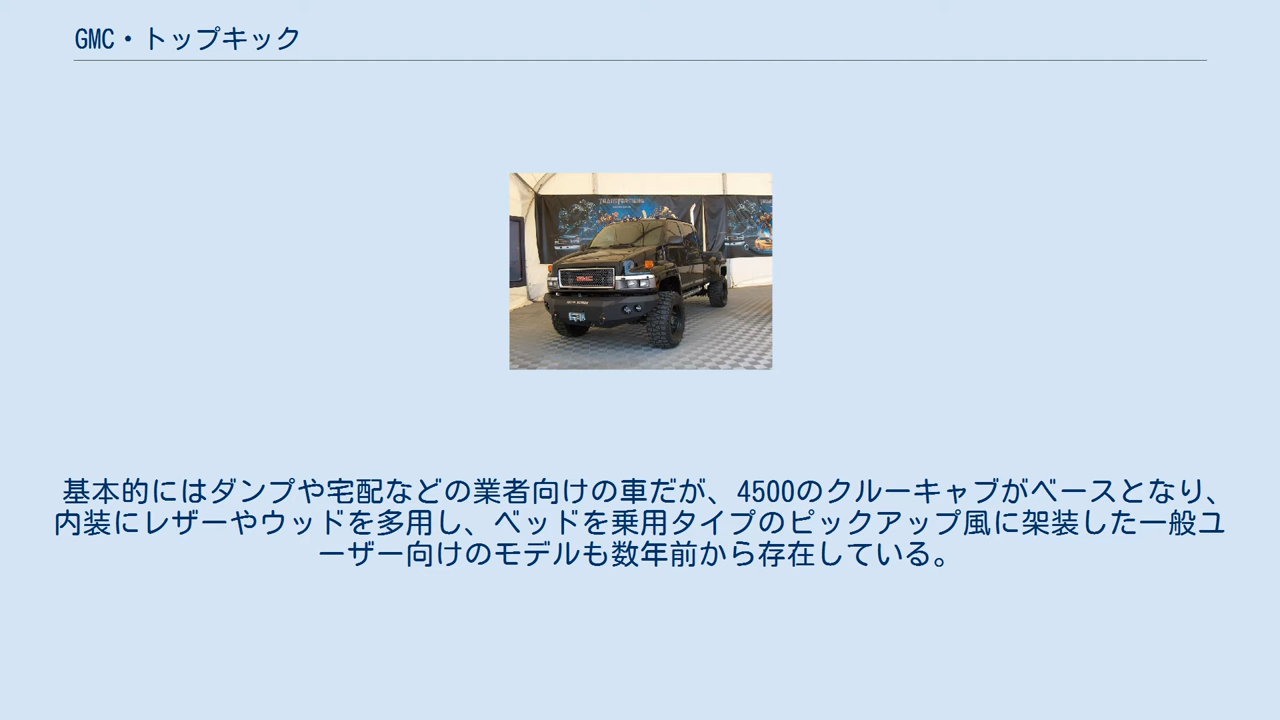 GMC・トップキック
TRANSFORMERS
GMC
基本的にはダンプや宅配などの業者向けの車だが、4500のクルーキャブがベースとなり、
内装にレザーやウッドを多用し、ベッドを乗用タイプのピックアップ風に架装した一般ユ
ーザー向けのモデルも数年前から存在している。